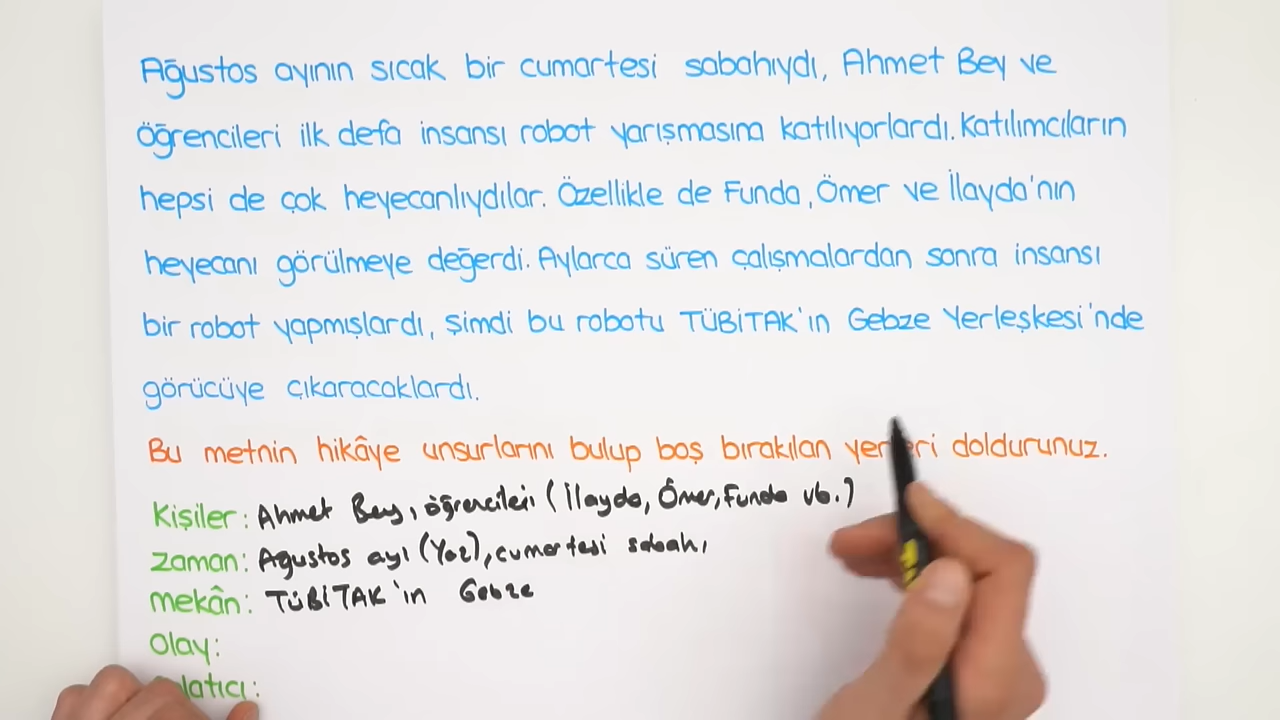 Ağustos ayının sıcak bir cumartesi sabahıydı, Ahmet Bey ve
öğrencileri ilk defa insansı robot yarışmasına katılıyorlardı. Katılımcıların
hepsi de çok heyecanlıydılar. Özellikle de Funda, Ömer ve İlayda'nın
heyecanı görülmeye değerdi. Aylarca süren çalışmalardan sonra insansı
bir robot yapmışlardı, şimdi bu robotu TÜBİTAK'ın Gebze Yerleşkesi'nde
görücüye çıkaracaklardı.
Bu metnin hikâye unsurlarını bulup boş bırakılan doldurunuz.
Kişiler: Ahmet Bey, öğrencileri (İlayda, Ömer, Funda vb.)
zaman: Ağustos ayı (Yaz), cumartesi sabahı
mekân: TÜBİTAK'ın Gebze
Olay: